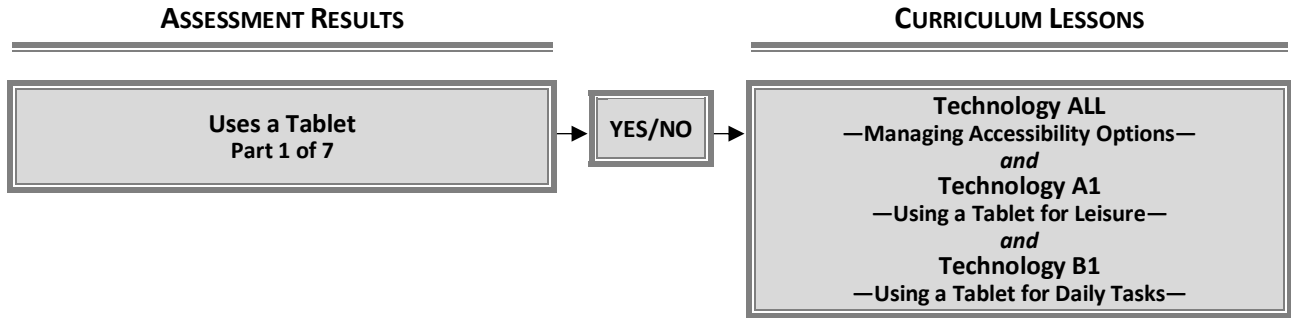 ASSESSMENT RESULTS
CURRICULUM LESSONS
Uses a Tablet
Part 1 of 7
YES/NO
Technology ALL
—Managing Accessibility Options—
and
Technology A1
—Using a Tablet for Leisure—
and
Technology B1
—Using a Tablet for Daily Tasks—